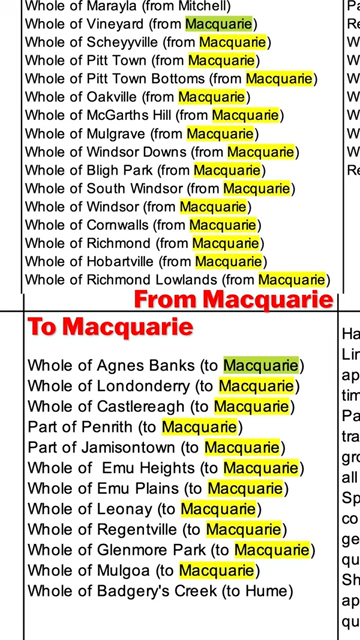 Whole of Marayla (from Mitchell)
Whole of Vineyard (from Macquarie)
Whole of Scheyyville (from Macquarie)
Whole of Pitt Town (from Macquarie)
Whole of Pitt Town Bottoms (from Macquarie)
Whole of Oakville (from Macquarie)
Whole of McGarths Hill (from Macquarie)
Whole of Mulgrave (from Macquarie)
Whole of Windsor Downs (from Macquarie)
Whole of Bligh Park (from Macquarie)
Whole of South Windsor (from Macquarie)
Whole of Windsor (from Macquarie)
Whole of Cornwalls (from Macquarie)
Whole of Richmond (from Macquarie)
Whole of Hobartville (from Macquarie)
Whole of Richmond Lowlands (from Macquarie)
From Macquarie
To Macquarie
Whole of Agnes Banks (to Macquarie)
Whole of Londonderry (to Macquarie)
Whole of Castlereagh (to Macquarie)
Part of Penrith (to Macquarie)
Part of Jamisontown (to Macquarie)
Whole of  Emu Heights (to Macquarie)
Whole of Emu Plains (to Macquarie)
Whole of Leonay (to Macquarie)
Whole of Regentville (to Macquarie)
Whole of Glenmore Park (to Macquarie)
Whole of Mulgoa (to Macquarie)
Whole of Badgery's Creek (to Hume)